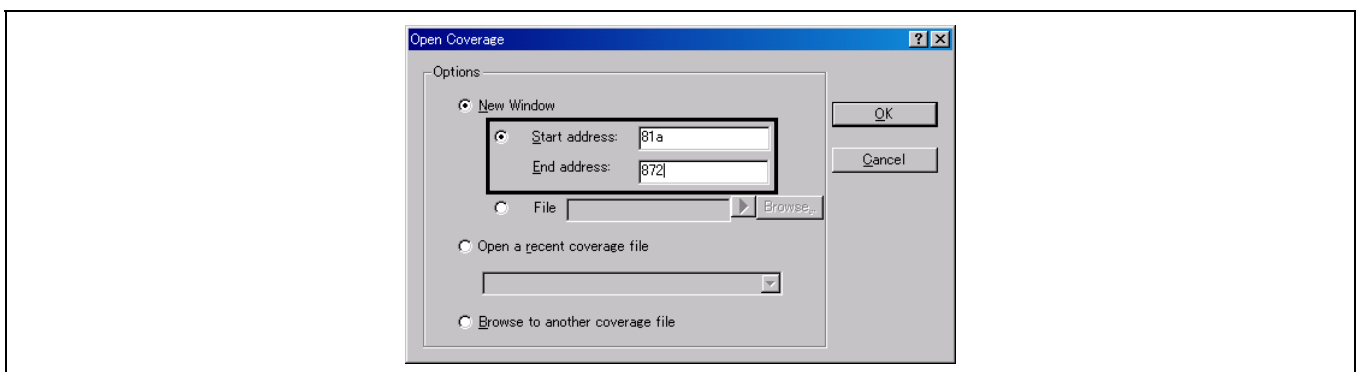 Open Coverage
Options
New Window
OK
Start address: 81a
End address: 872
Cancel
File Browse...
Open a recent coverage file
Browse to another coverage file